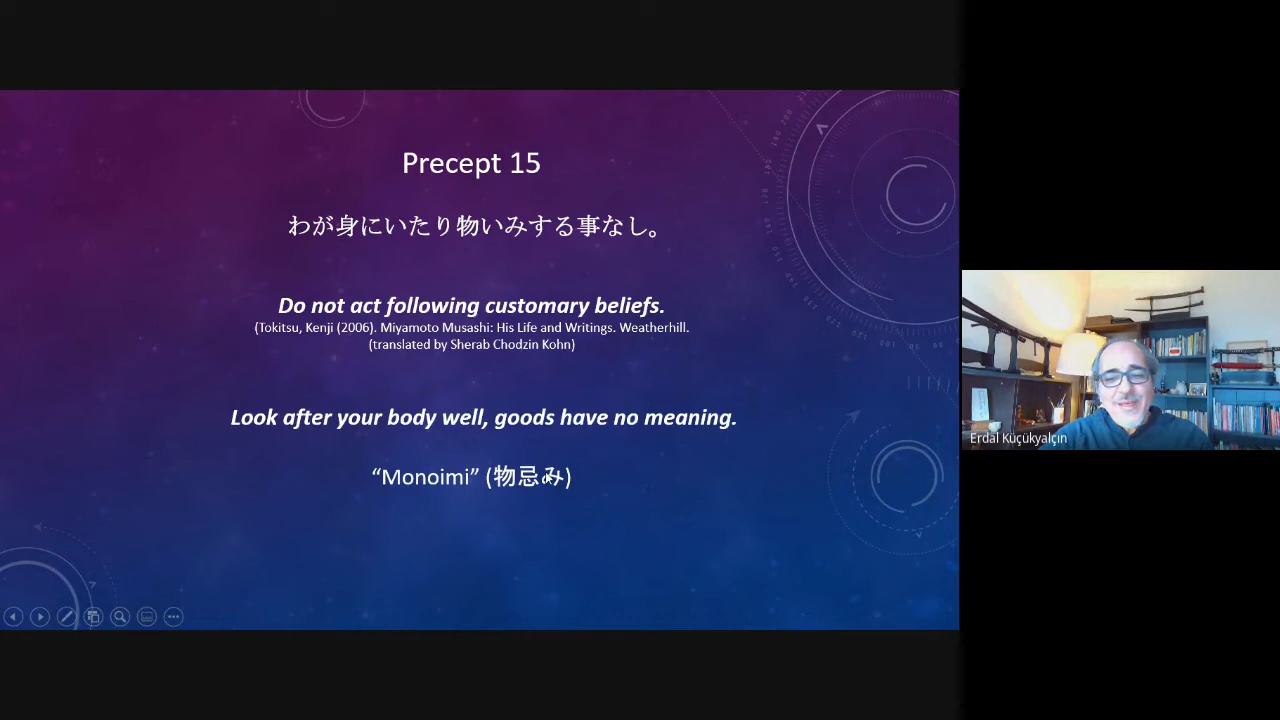 Precept 15
わが身にいたり物いみする事なし。
Do not act following customary beliefs.
(Tokitsu, Kenji (2006). Miyamoto Musashi: His Life and Writings. Weatherhill.
(translated by Sherab Chodzin Kohn)
Look after your body well, goods have no meaning.
“Monoimi” (物忌み)
Erdal Küçükyalçın